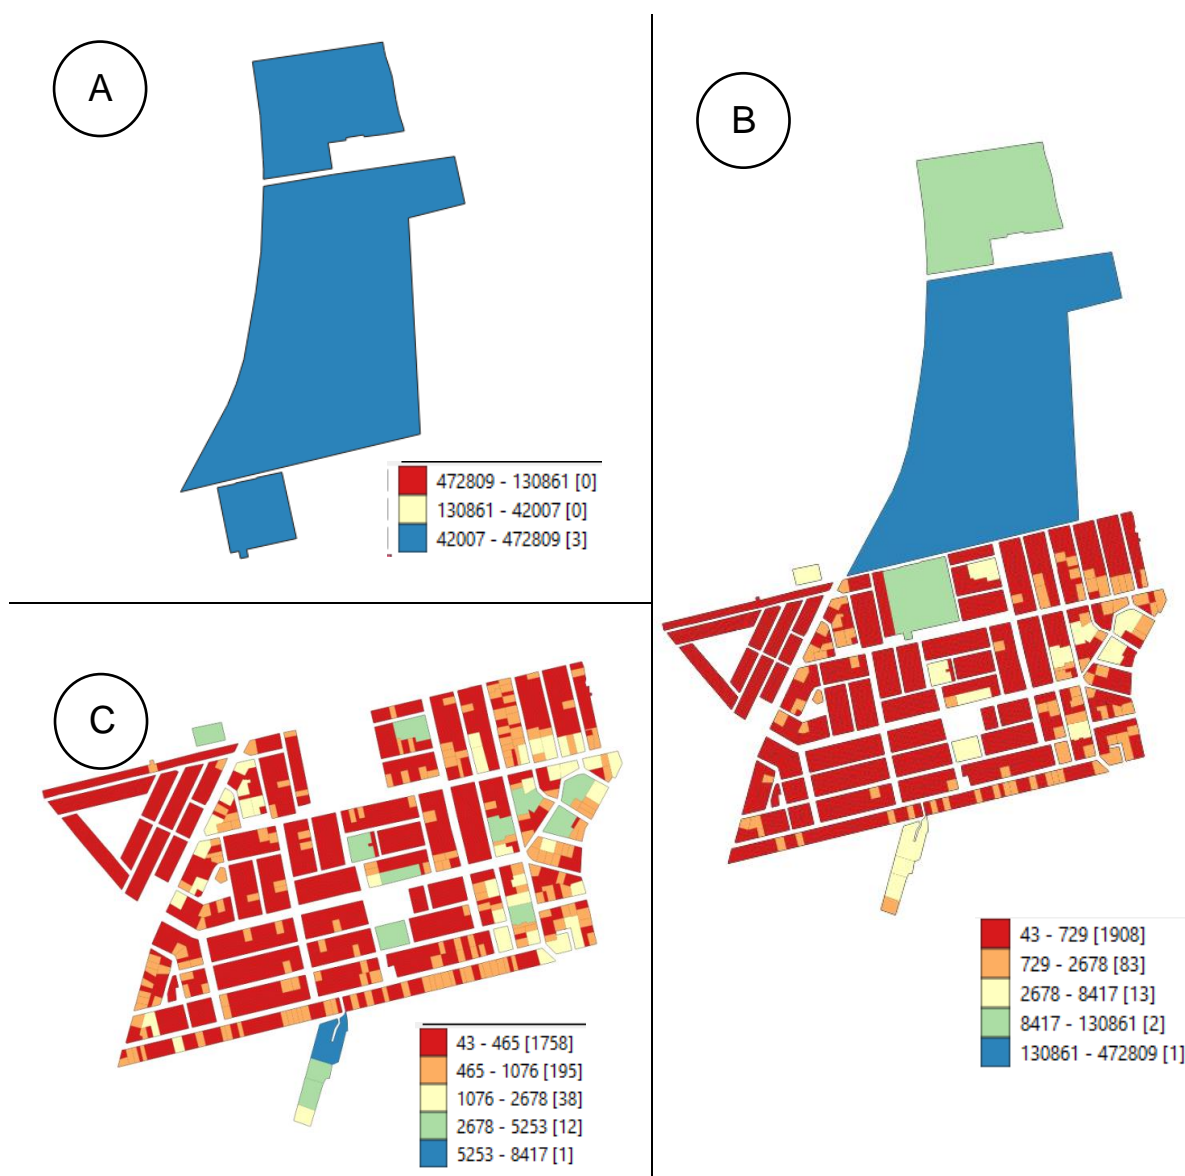 A
472809 - 130861 [0]
130861 - 42007 [0]
42007 - 472809 [3]
B
43 - 729 [1908]
729 - 2678 [83]
2678 - 8417 [13]
8417 - 130861 [2]
130861 - 472809 [1]
C
43 - 465 [1758]
465 - 1076 [195]
1076 - 2678 [38]
2678 - 5253 [12]
5253 - 8417 [1]